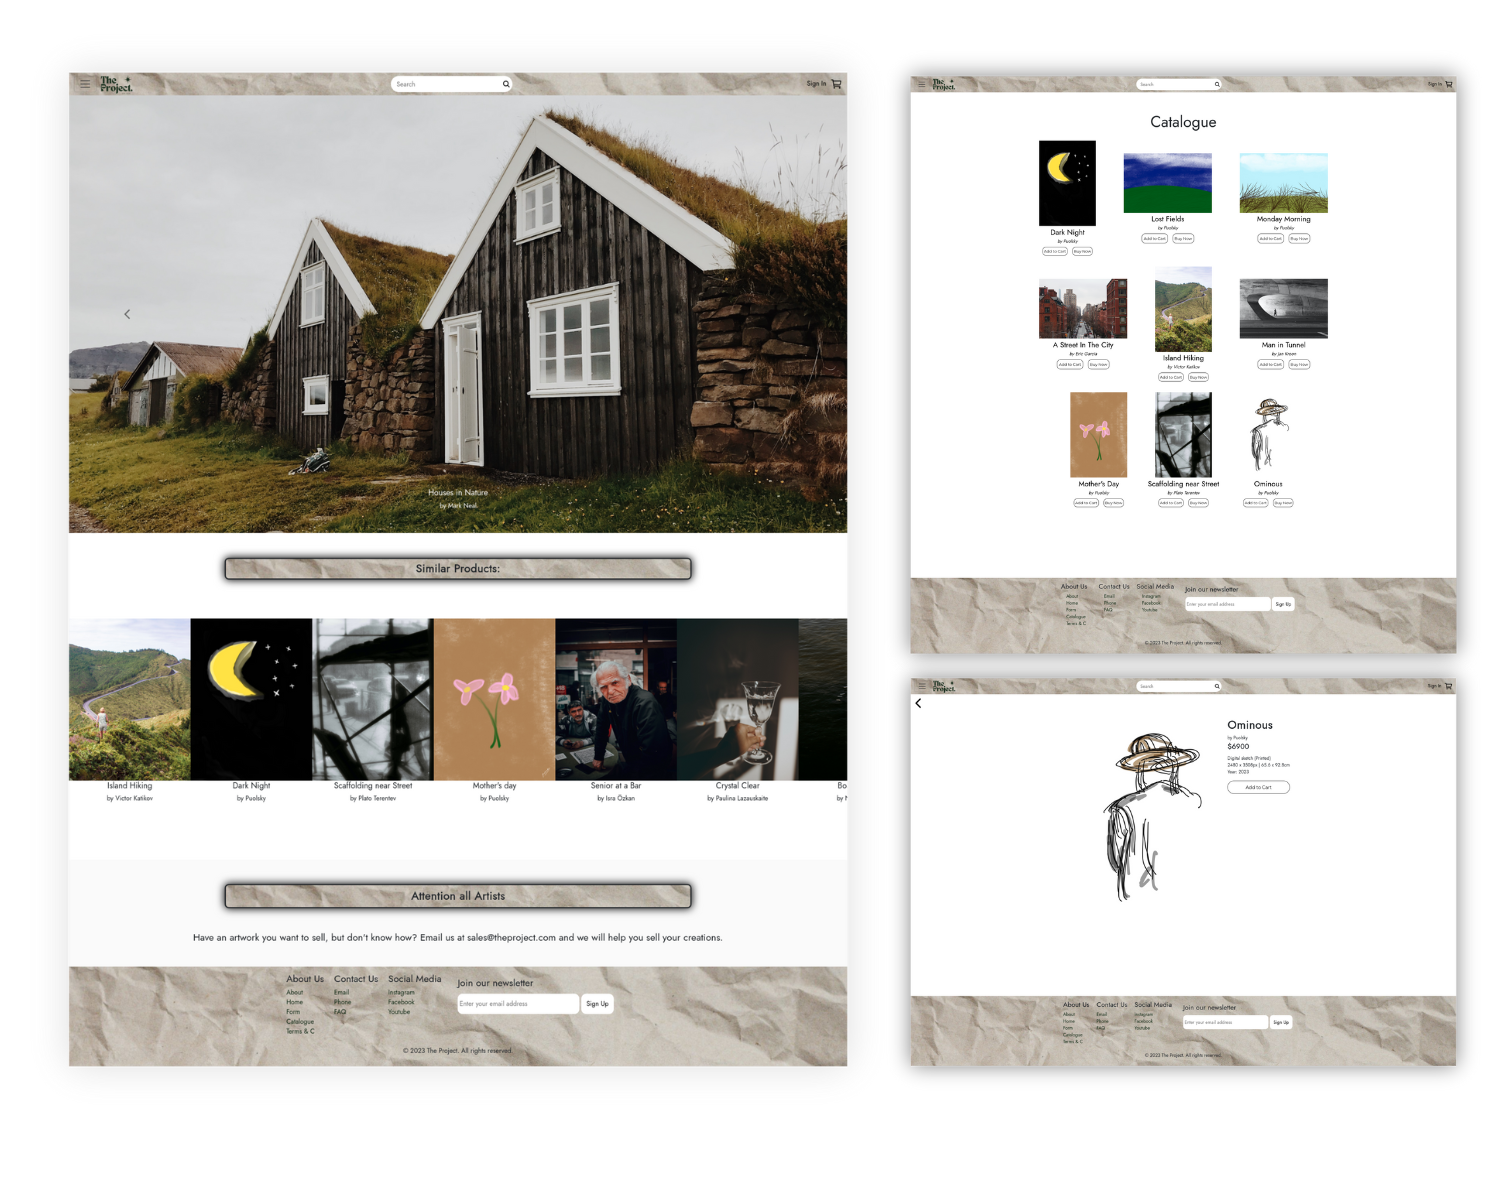 The
Project.
Search
Sign In
Houses in Nature
by Mark Neal
Similar Products:
Island Hiking
by Victor Katikov
Dark Night
by Puolsky
Scaffolding near Street
by Plato Terentev
Mother's day
by Puolsky
Senior at a Bar
by Isra Özkan
Crystal Clear
by Paulina Lazauskaite
Bo
by
Attention all Artists
Have an artwork you want to sell, but don't know how? Email us at sales@theproject.com and we will help you sell your creations.
About Us
About
Home
Form
Catalogue
Terms & C
Contact Us
Email
Phone
FAQ
Social Media
Instagram
Facebook
Youtube
Join our newsletter
Enter your email address
Sign Up
© 2023 The Project. All rights reserved.
The
Project.
Search
Sign In
Catalogue
Dark Night
by Puolsky
Add to Cart Buy Now
Lost Fields
by Puolsky
Add to Cart Buy Now
Monday Morning
by Puolsky
Add to Cart Buy Now
A Street In The City
by Eric Garcia
Add to Cart Buy Now
Island Hiking
by Victor Katikov
Add to Cart Buy Now
Man in Tunnel
by Jan Kroon
Add to Cart Buy Now
Mother's Day
by Puolsky
Add to Cart Buy Now
Scaffolding near Street
by Plato Terentev
Add to Cart Buy Now
Ominous
by Puolsky
Add to Cart Buy Now
About Us
About
Home
Form
Catalogue
Terms & C
Contact Us
Email
Phone
FAQ
Social Media
Instagram
Facebook
Youtube
Join our newsletter
Enter your email address
Sign Up
© 2023 The Project. All rights reserved.
The
Project.
Search
Sign In
Ominous
by Puolsky
$6900
Digital sketch (Printed)
2480 x 3508px | 65.6 x 92.8cm
Year: 2023
Add to Cart
About Us
About
Home
Form
Catalogue
Terms & C
Contact Us
Email
Phone
FAQ
Social Media
Instagram
Facebook
Youtube
Join our newsletter
Enter your email address
Sign Up
© 2023 The Project. All rights reserved.